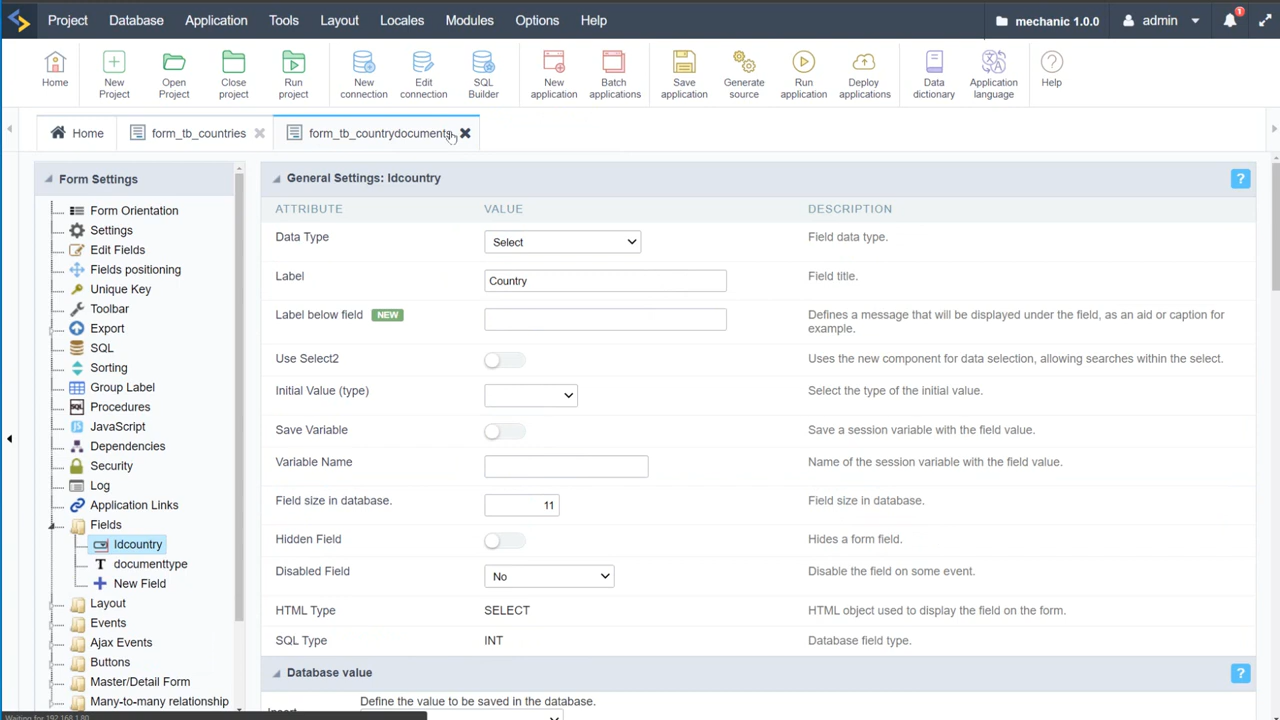 Project Database Application Tools Layout Locales Modules Options Help mechanic 1.0.0 admin 1
Home New Project Open Project Close project Run project New connection Edit connection SQL Builder New application Batch applications Save application Generate source Run application Deploy applications Data dictionary Application language Help
Home form_tb_countries form_tb_countrydocuments
Form Settings
Form Orientation
Settings
Edit Fields
Fields positioning
Unique Key
Toolbar
Export
SQL
Sorting
Group Label
Procedures
JavaScript
Dependencies
Security
Log
Application Links
Fields
Idcountry
documenttype
New Field
Layout
Events
Ajax Events
Buttons
Master/Detail Form
Many-to-many relationship
General Settings: Idcountry ?
ATTRIBUTE VALUE DESCRIPTION
Data Type Select Field data type.
Label Country Field title.
Label below field NEW Defines a message that will be displayed under the field, as an aid or caption for
example.
Use Select2 Uses the new component for data selection, allowing searches within the select.
Initial Value (type) Select the type of the initial value.
Save Variable Save a session variable with the field value.
Variable Name Name of the session variable with the field value.
Field size in database. 11 Field size in database.
Hidden Field Hides a form field.
Disabled Field No Disable the field on some event.
HTML Type SELECT HTML object used to display the field on the form.
SQL Type INT Database field type.
Database value ?
Define the value to be saved in the database.
Insert
Waiting for 192.168.1.80